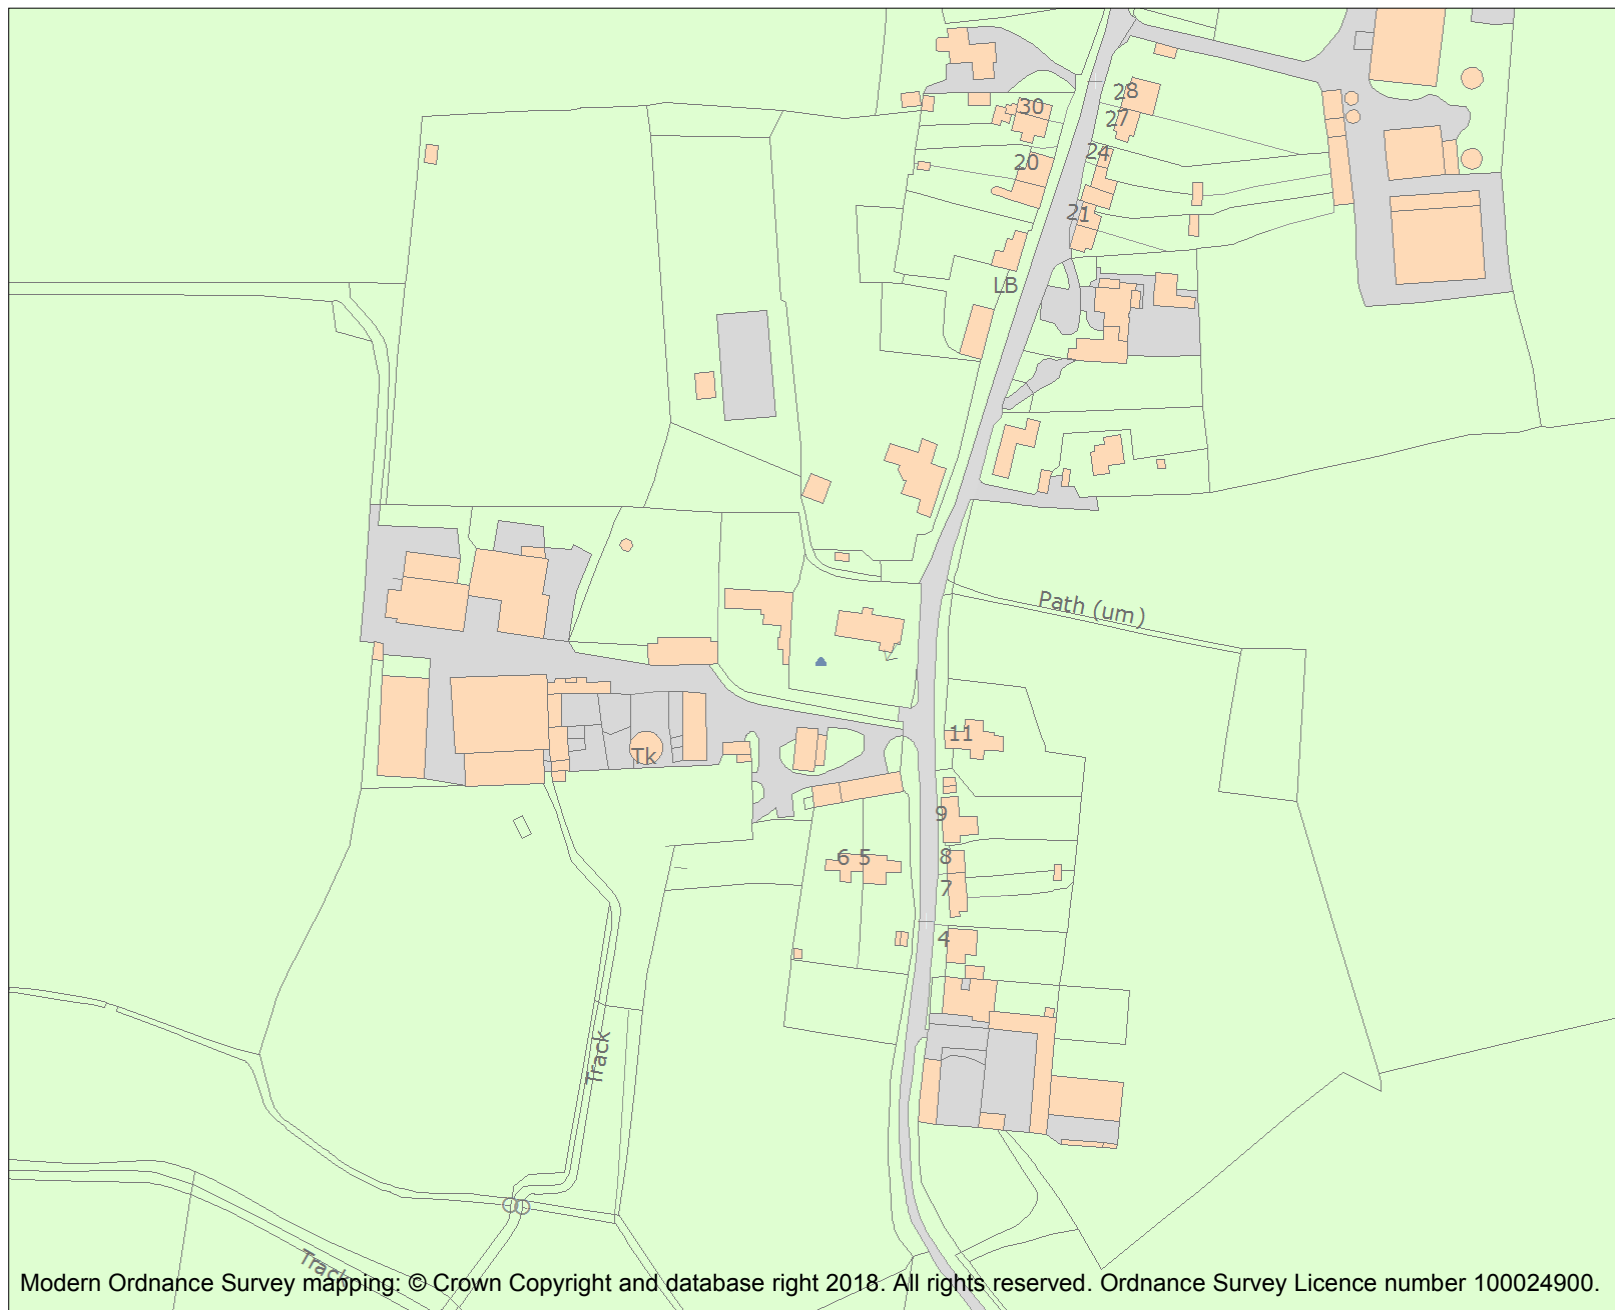 28
30
27
24
20
21
LB
Path (um)
11
Tk
9
6 5
8
7
4
Track
Track
Modern Ordnance Survey mapping: © Crown Copyright and database right 2018. All rights reserved. Ordnance Survey Licence number 100024900.